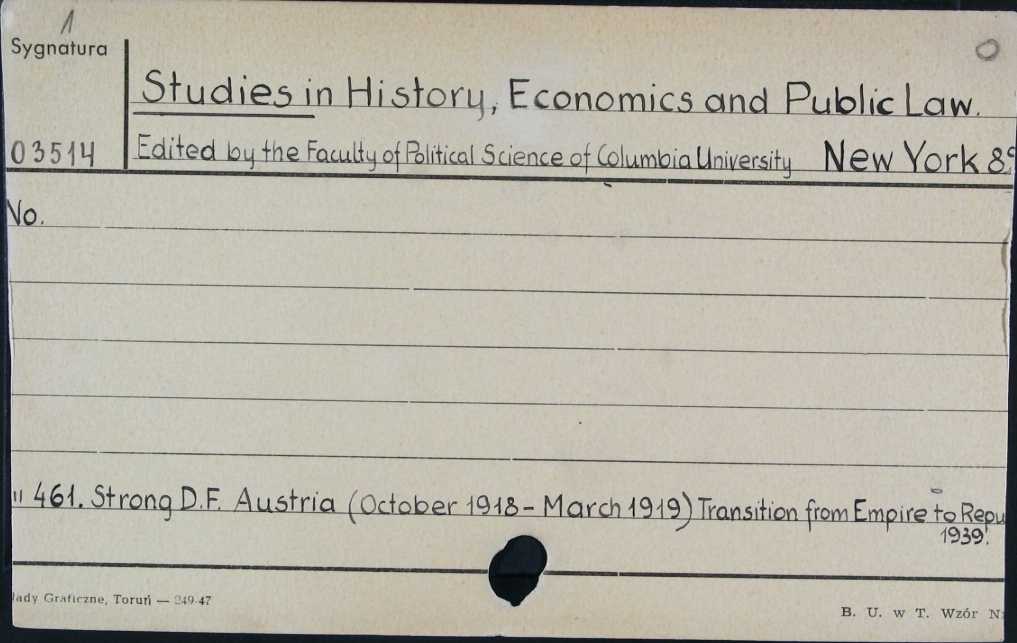 1
Sygnatura
Studies in History, Economics and Public Law.
03514 Edited by the Faculty of Political Science of Columbia University New York 8º
No.
" 461. Strong D.F. Austria (October 1918 - March 1919) Transition from Empire to Repu
1939.
łady Graficzne, Toruń — 249-47
B. U. w T. Wzór N